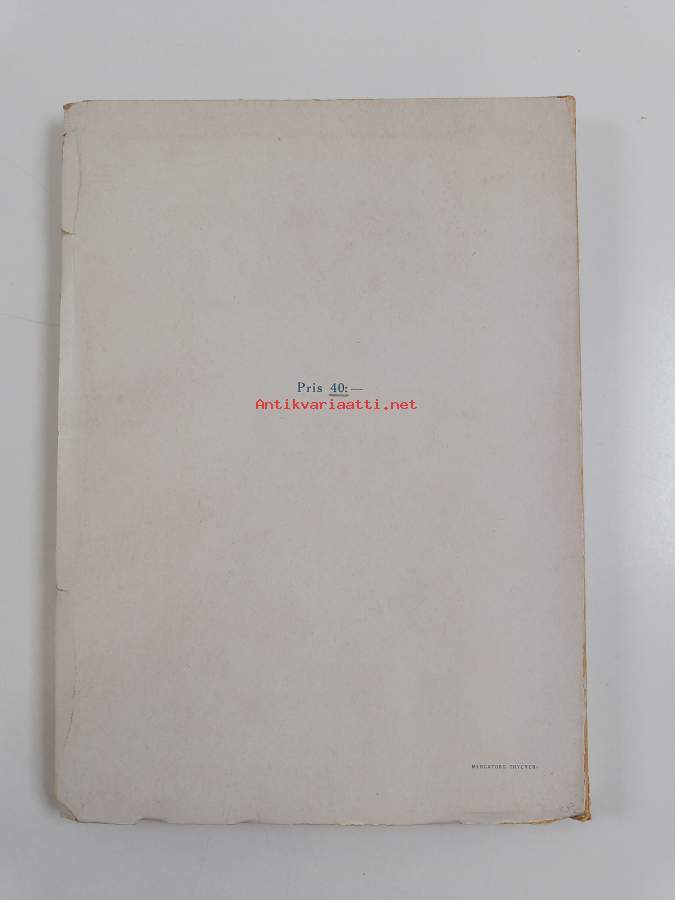 Pris 40:—
Antikvariaatti.net
MERCATORS TRYCKERI